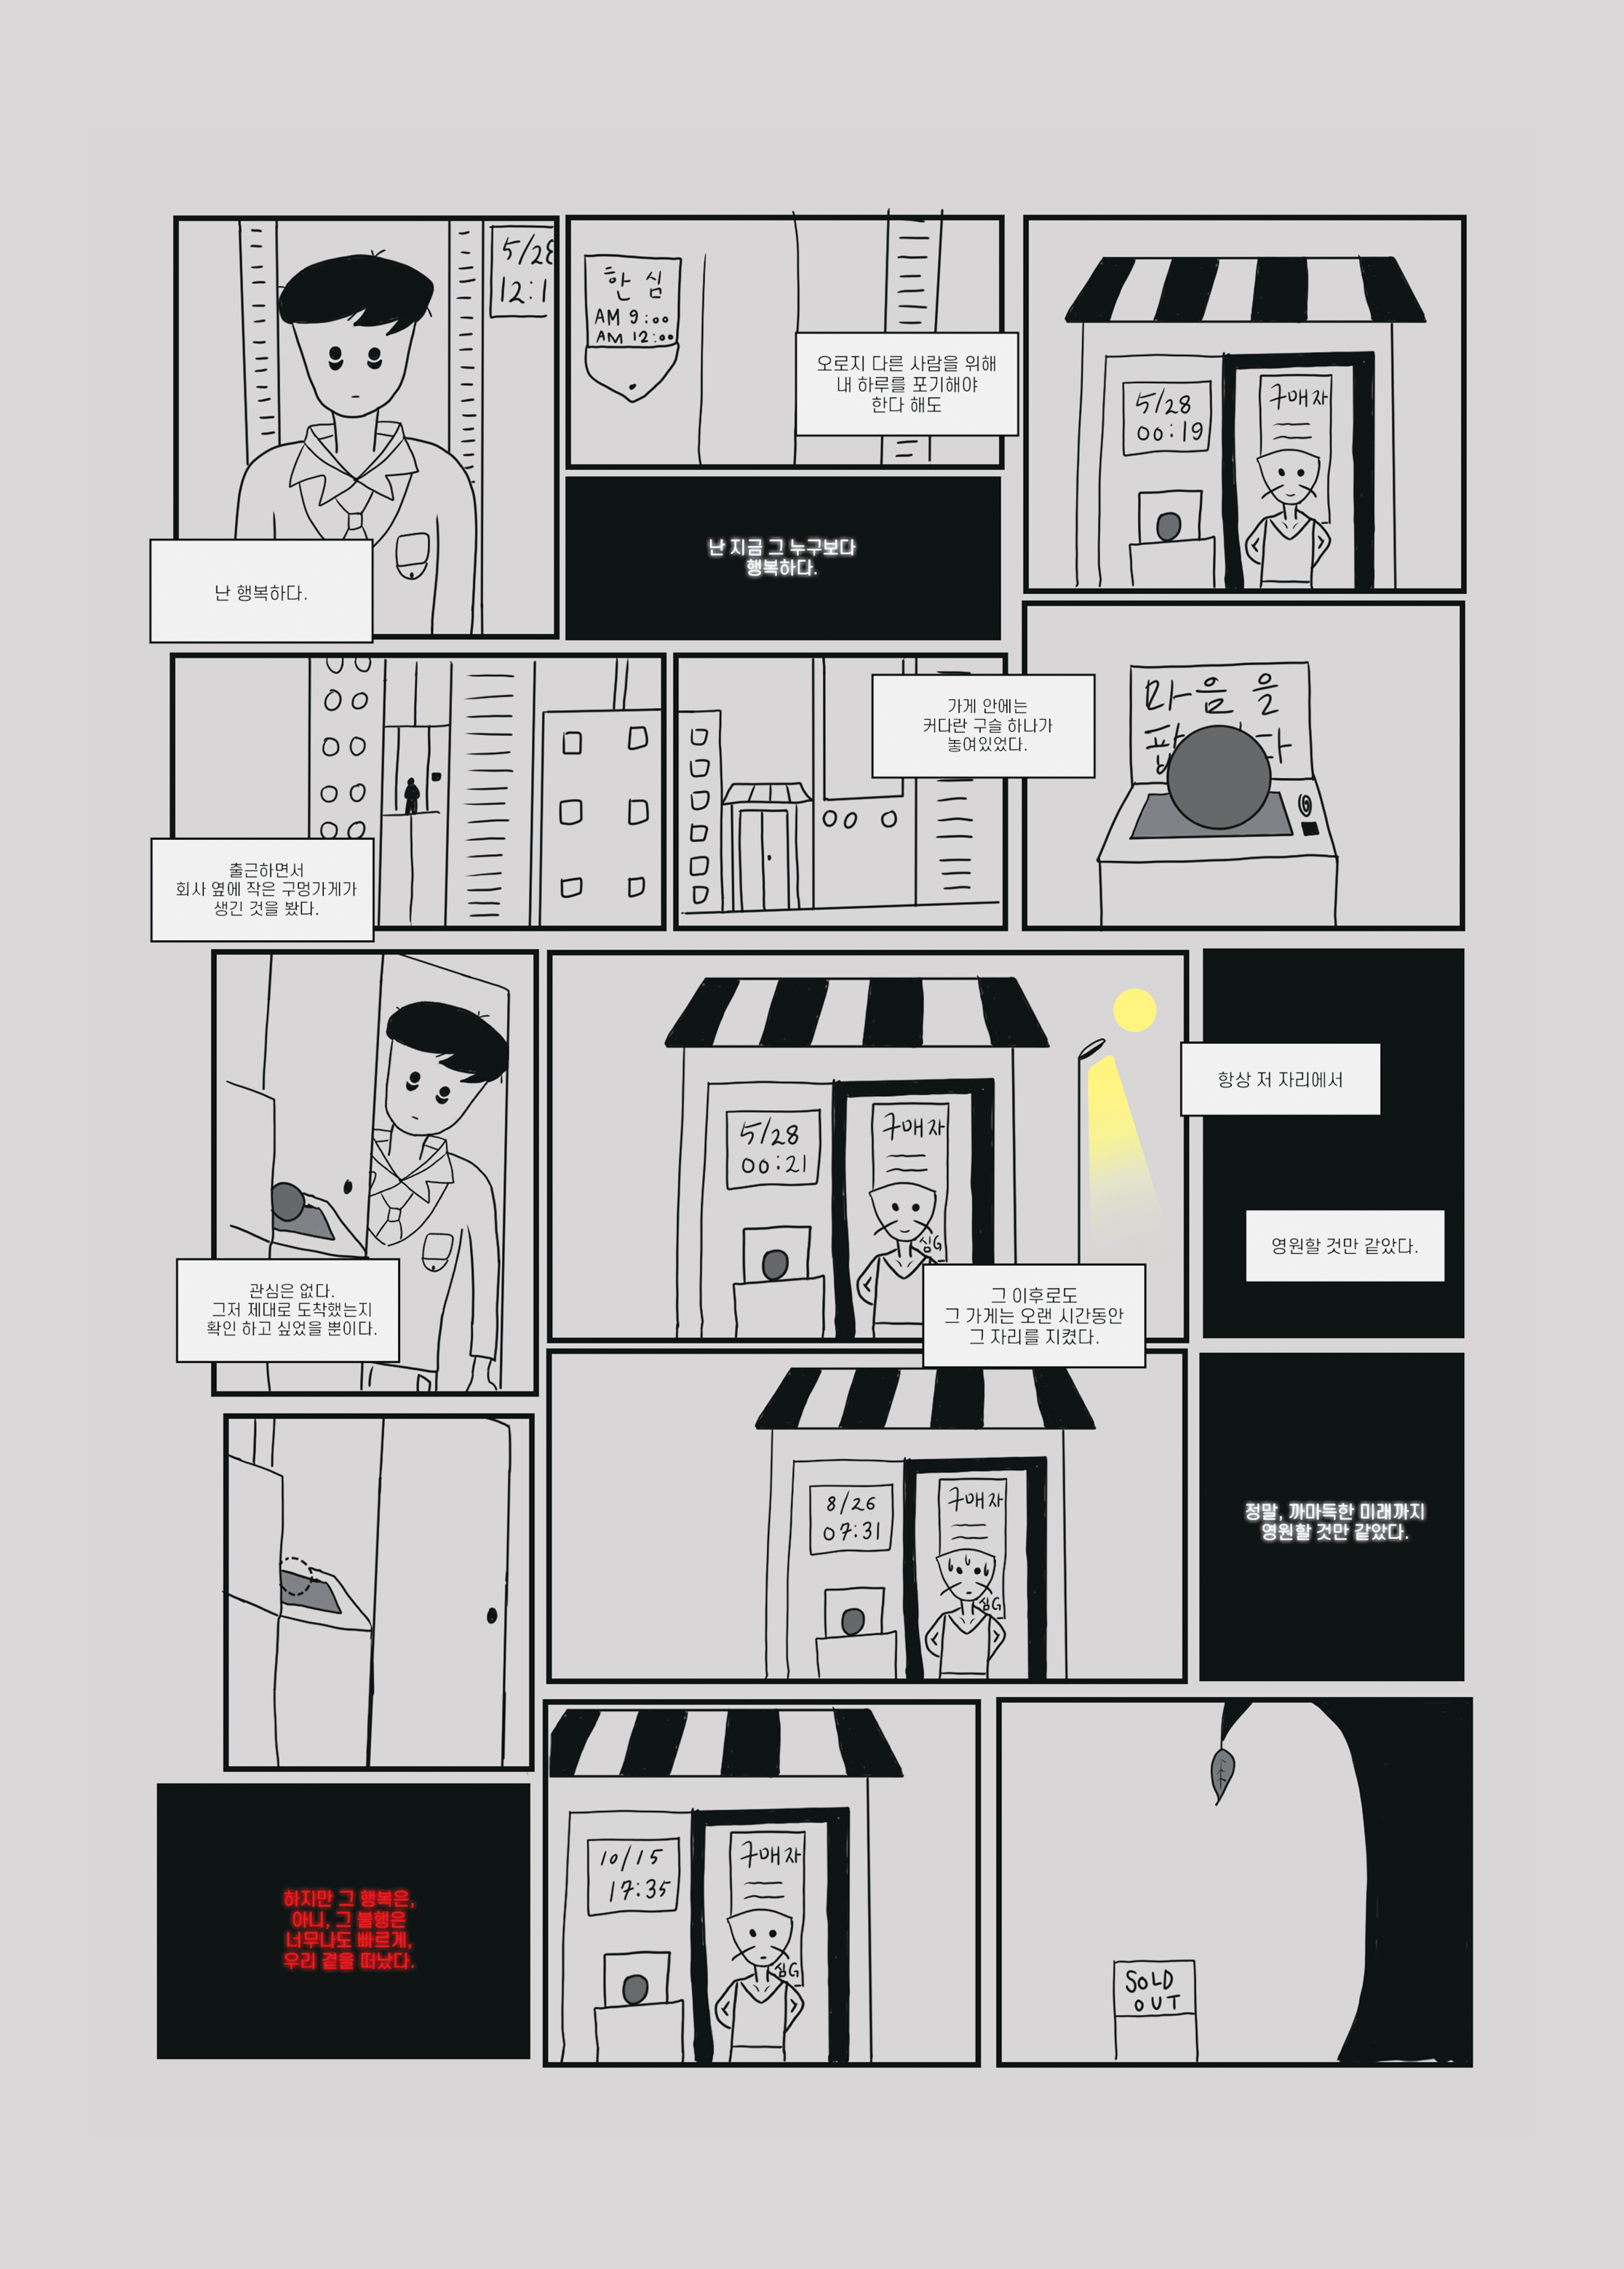 5/28
12:1
난 행복하다.
한심
AM 9:00
AM 12:00
오로지 다른 사람을 위해
내 하루를 포기해야
한다 해도
난 지금 그 누구보다
행복하다.
출근하면서
회사 옆에 작은 구멍가게가
생긴 것을 봤다.
5/28
00:19
구매자
가게 안에는
커다란 구슬 하나가
놓여있었다.
마음을
팝 다
관심은 없다.
그저 제대로 도착했는지
확인 하고 싶었을 뿐이다.
하지만 그 행복은,
아니, 그 불행은
너무나도 빠르게,
우리 곁을 떠났다.
5/28
00:21
구매자
심G
그 이후로도
그 가게는 오랜 시간동안
그 자리를 지켰다.
항상 저 자리에서
영원할 것만 같았다.
8/26
07:31
구매자
심G
정말, 까마득한 미래까지
영원할 것만 같았다.
10/15
17:35
구매자
심G
SOLD
OUT